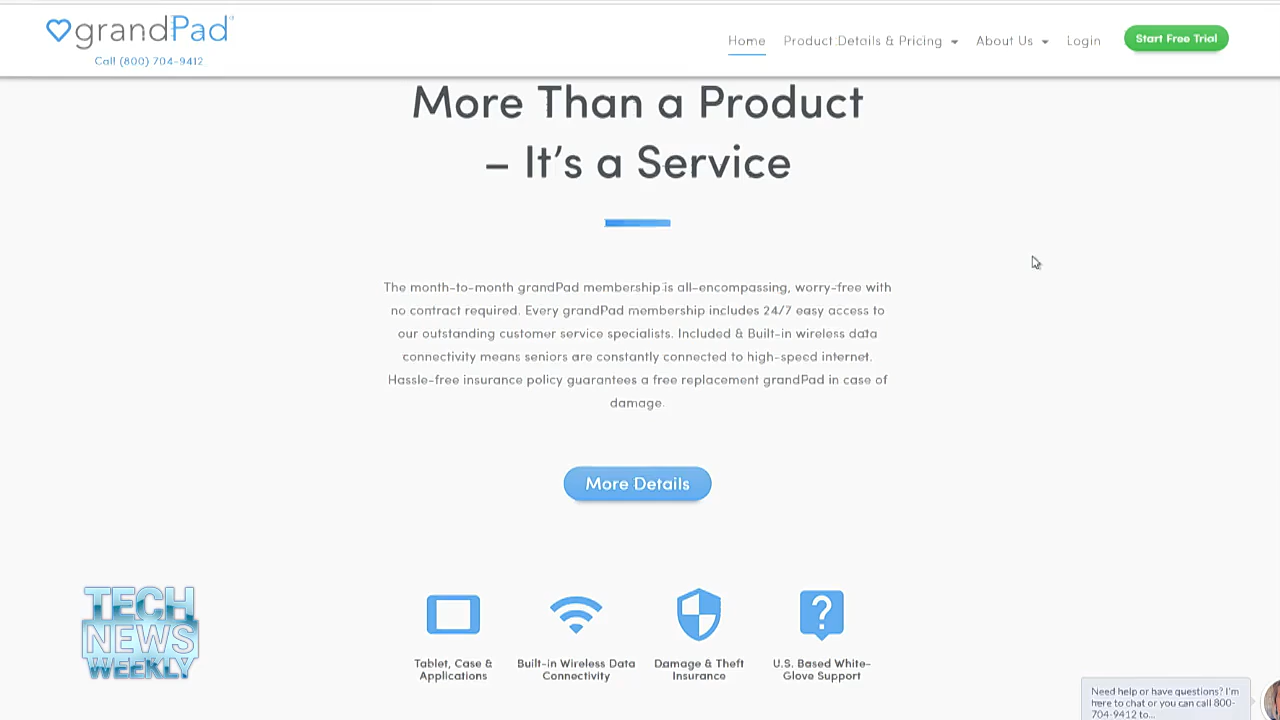 grandPad
Call (800) 704-9412
Home Product Details & Pricing About Us Login Start Free Trial
More Than a Product
– It's a Service
The month-to-month grandPad membership is all-encompassing, worry-free with
no contract required. Every grandPad membership includes 24/7 easy access to
our outstanding customer service specialists. Included & Built-in wireless data
connectivity means seniors are constantly connected to high-speed internet.
Hassle-free insurance policy guarantees a free replacement grandPad in case of
damage.
More Details
TECH
NEWS
WEEKLY
Tablet, Case &
Applications
Built-in Wireless Data
Connectivity
Damage & Theft
Insurance
U.S. Based White-
Glove Support
Need help or have questions? I'm
here to chat or you can call 800-
704-9412 to...